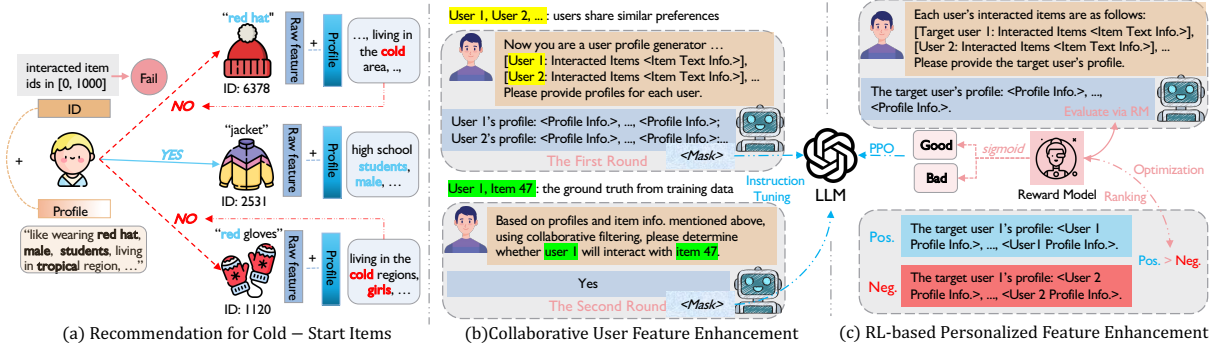 "red hat"
Raw feature
+
Profile
…, living in
the cold
area, ..,
interacted item
ids in [0, 1000]
Fail
NO
ID: 6378
ID
+
"jacket"
YES
Raw feature
+
Profile
high school
students,
male, …
ID: 2531
Profile
NO
"like wearing red hat,
male, students, living
in tropical region, …"
"red gloves"
Raw feature
+
Profile
living in the
cold regions,
girls, …
ID: 1120
(a) Recommendation for Cold – Start Items
User 1, User 2, … : users share similar preferences
Now you are a user profile generator …
[User 1: Interacted Items <Item Text Info.>],
[User 2: Interacted Items <Item Text Info.>], …
Please provide profiles for each user.
User 1's profile: <Profile Info.>, …, <Profile Info.>;
User 2's profile: <Profile Info.>, …, <Profile Info.>.
The First Round
<Mask>
User 1, Item 47 : the ground truth from training data
Based on profiles and item info. mentioned above,
using collaborative filtering, please determine
whether user 1 will interact with item 47.
Yes
The Second Round
<Mask>
Instruction
Tuning
LLM
(b)Collaborative User Feature Enhancement
Each user's interacted items are as follows:
[Target user 1: Interacted Items <Item Text Info.>],
[User 2: Interacted Items <Item Text Info.>], …
Please provide the target user's profile.
The target user's profile: <Profile Info.>, …,
<Profile Info.>.
Evaluate via RM
PPO
Good
Bad
sigmoid
Reward Model
Optimization
Ranking
Pos.
The target user 1's profile: <User 1
Profile Info.>, …, <User1 Profile Info.>.
Pos. > Neg.
Neg.
The target user 1's profile: <User 2
Profile Info.>, …, <User 2 Profile Info.>.
(c) RL-based Personalized Feature Enhancement